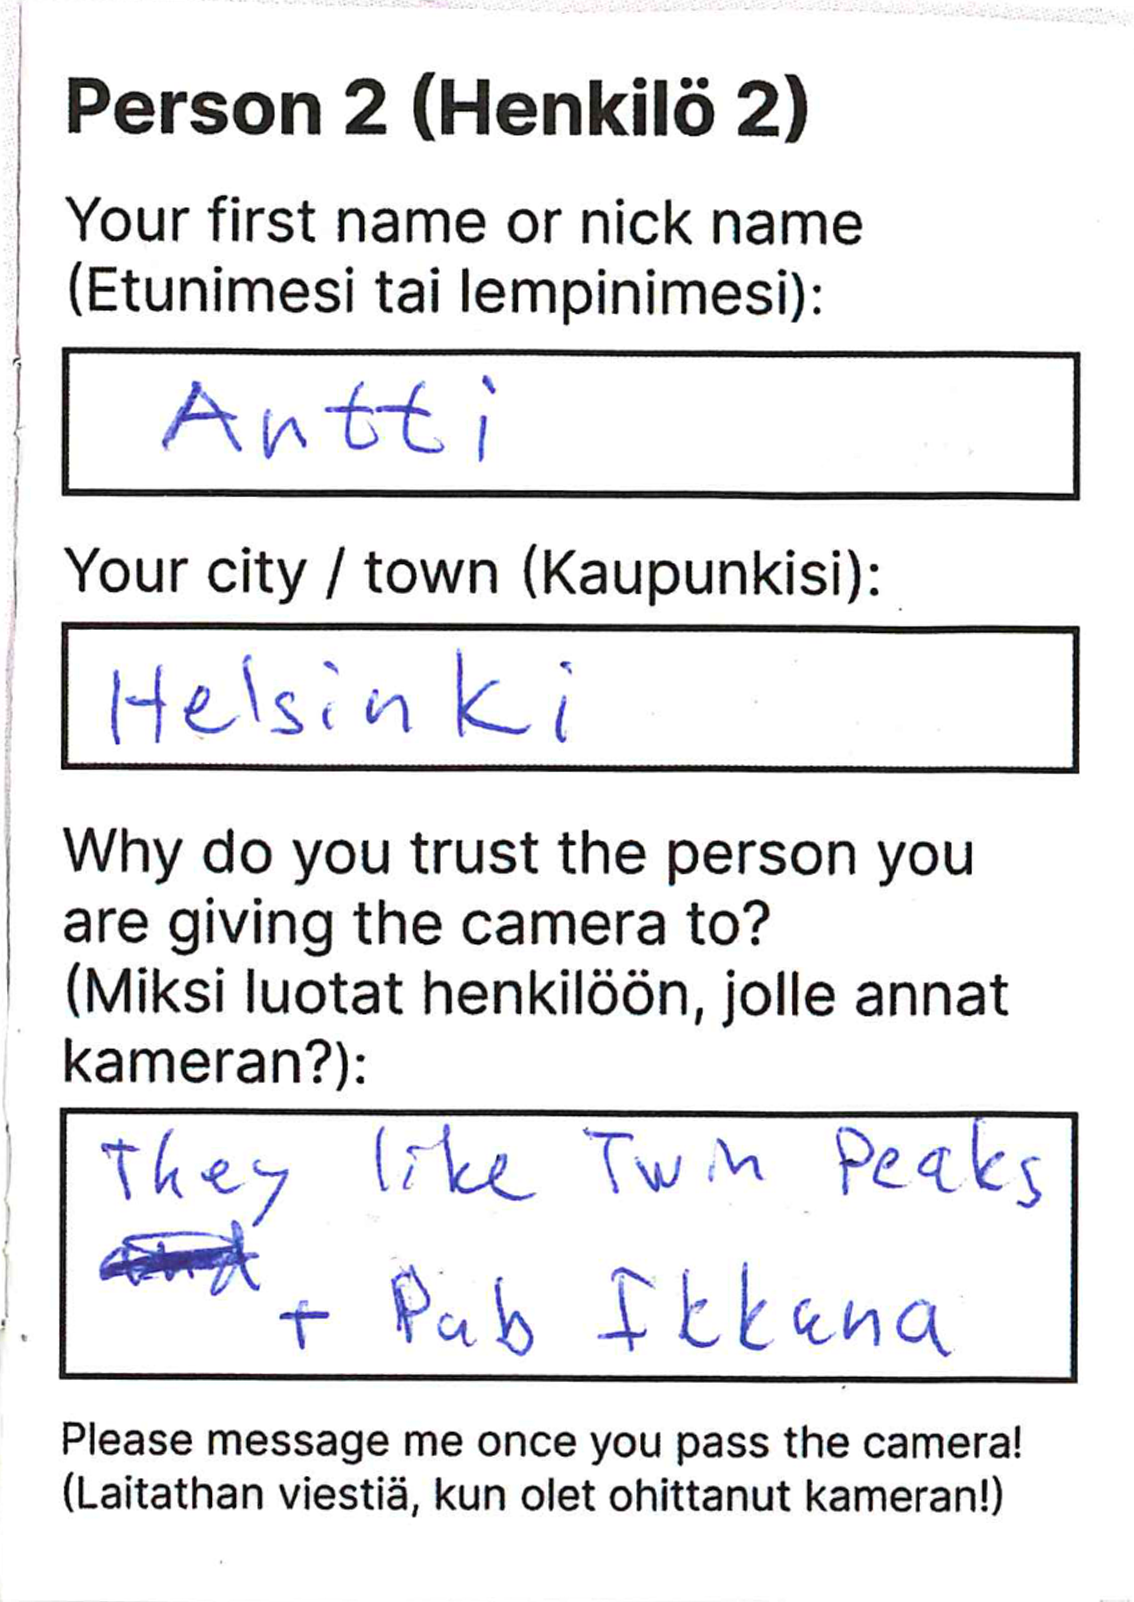 Person 2 (Henkilö 2)
Your first name or nick name
(Etunimesi tai lempinimesi):
Antti
Your city / town (Kaupunkisi):
Helsinki
Why do you trust the person you
are giving the camera to?
(Miksi luotat henkilöön, jolle annat
kameran?):
They like Twin Peaks
+ Pub Ikkuna
Please message me once you pass the camera!
(Laitathan viestiä, kun olet ohittanut kameran!)